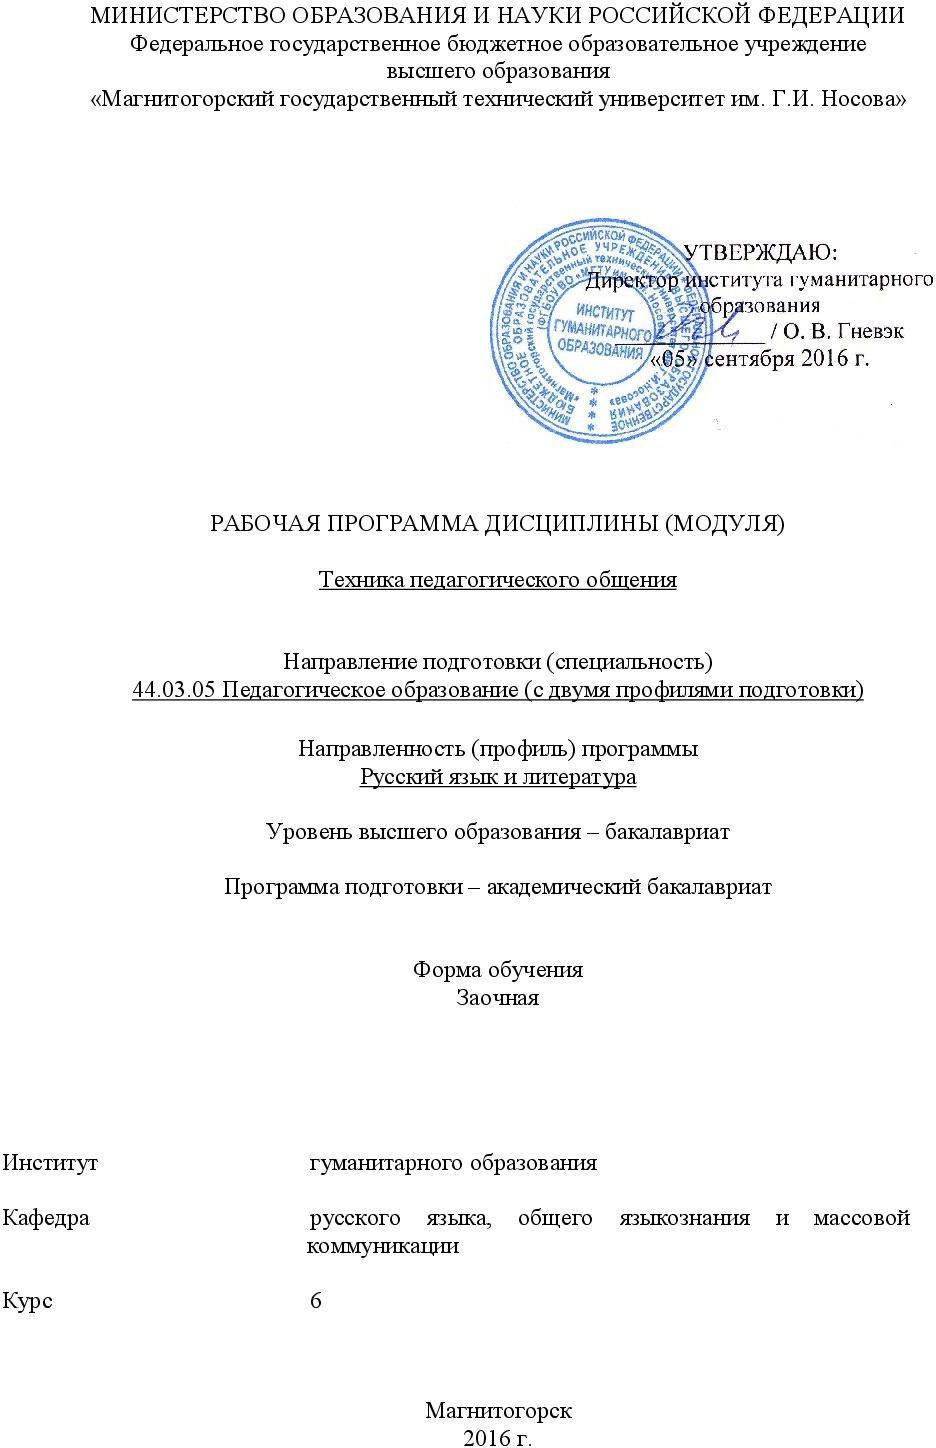 МИНИСТЕРСТВО ОБРАЗОВАНИЯ И НАУКИ РОССИЙСКОЙ ФЕДЕРАЦИИ
Федеральное государственное бюджетное образовательное учреждение
высшего образования
«Магнитогорский государственный технический университет им. Г.И. Носова»
УТВЕРЖДАЮ:
Директор института гуманитарного
образования
/ О. В. Гневэк
«05» сентября 2016 г.
ИНСТИТУТ
ГУМАНИТАРНОГО
ОБРАЗОВАНИЯ
РАБОЧАЯ ПРОГРАММА ДИСЦИПЛИНЫ (МОДУЛЯ)
Техника педагогического общения
Направление подготовки (специальность)
44.03.05 Педагогическое образование (с двумя профилями подготовки)
Направленность (профиль) программы
Русский язык и литература
Уровень высшего образования – бакалавриат
Программа подготовки – академический бакалавриат
Форма обучения
Заочная
Институт гуманитарного образования
Кафедра русского языка, общего языкознания и массовой
коммуникации
Курс 6
Магнитогорск
2016 г.